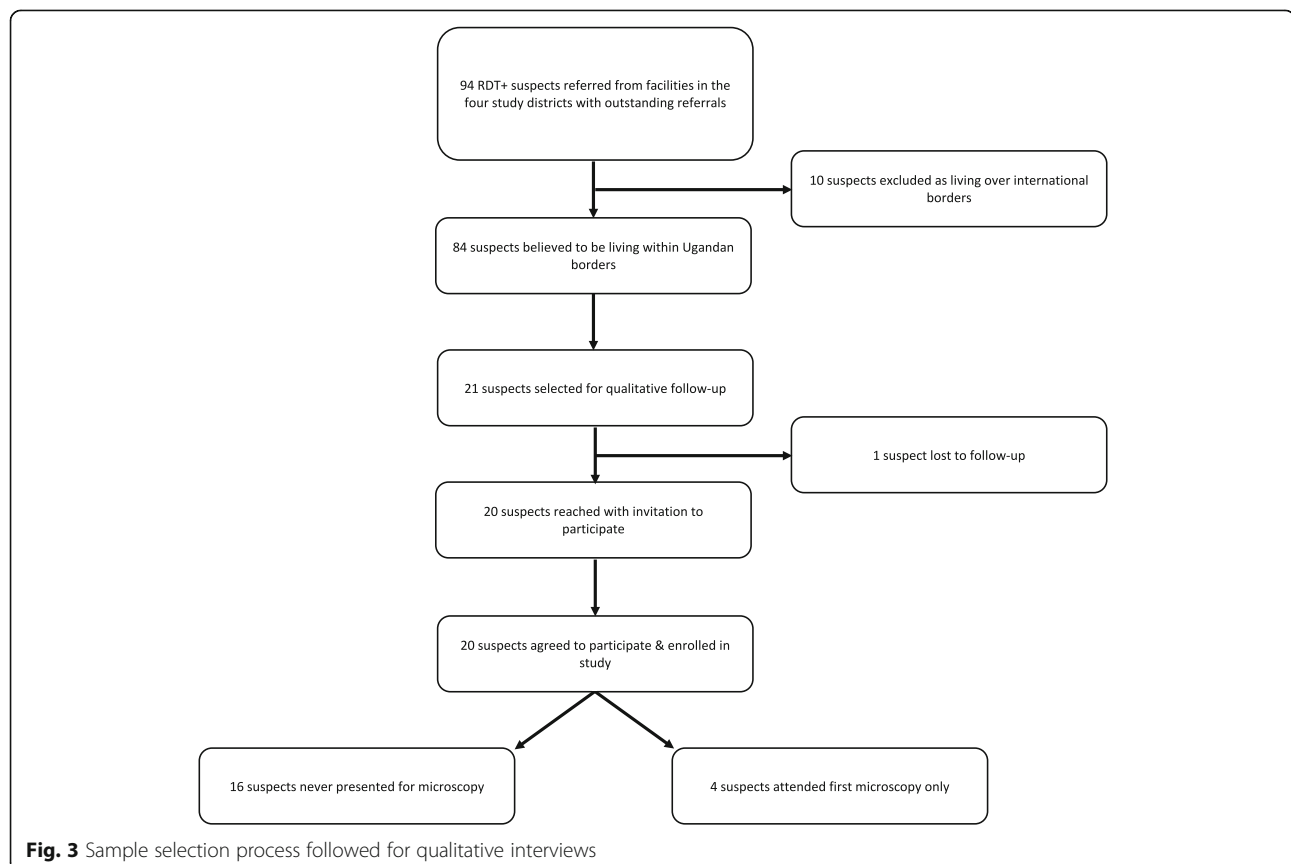 94 RDT+ suspects referred from facilities in the
four study districts with outstanding referrals
10 suspects excluded as living over international
borders
84 suspects believed to be living within Ugandan
borders
21 suspects selected for qualitative follow-up
1 suspect lost to follow-up
20 suspects reached with invitation to
participate
20 suspects agreed to participate & enrolled in
study
16 suspects never presented for microscopy
4 suspects attended first microscopy only
Fig. 3 Sample selection process followed for qualitative interviews